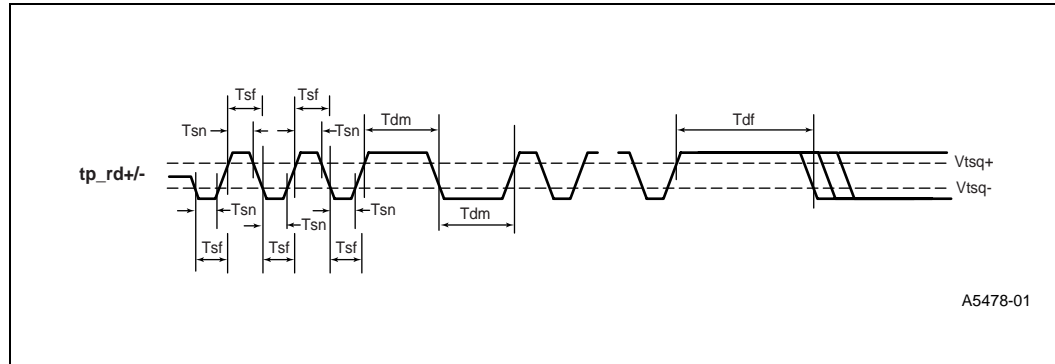 Tsf Tsf
Tsn Tsn Tdm Tdf
tp_rd+/- Vtsq+
Vtsq-
Tsn Tsn Tsn Tdm
Tsf Tsf Tsf
A5478-01